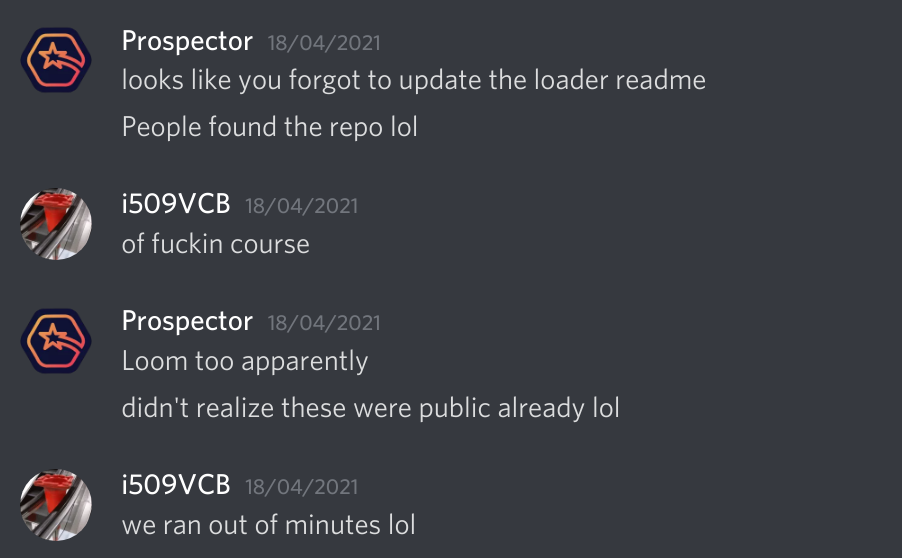 Prospector 18/04/2021
looks like you forgot to update the loader readme
People found the repo lol
i509VCB 18/04/2021
of fuckin course
Prospector 18/04/2021
Loom too apparently
didn't realize these were public already lol
i509VCB 18/04/2021
we ran out of minutes lol